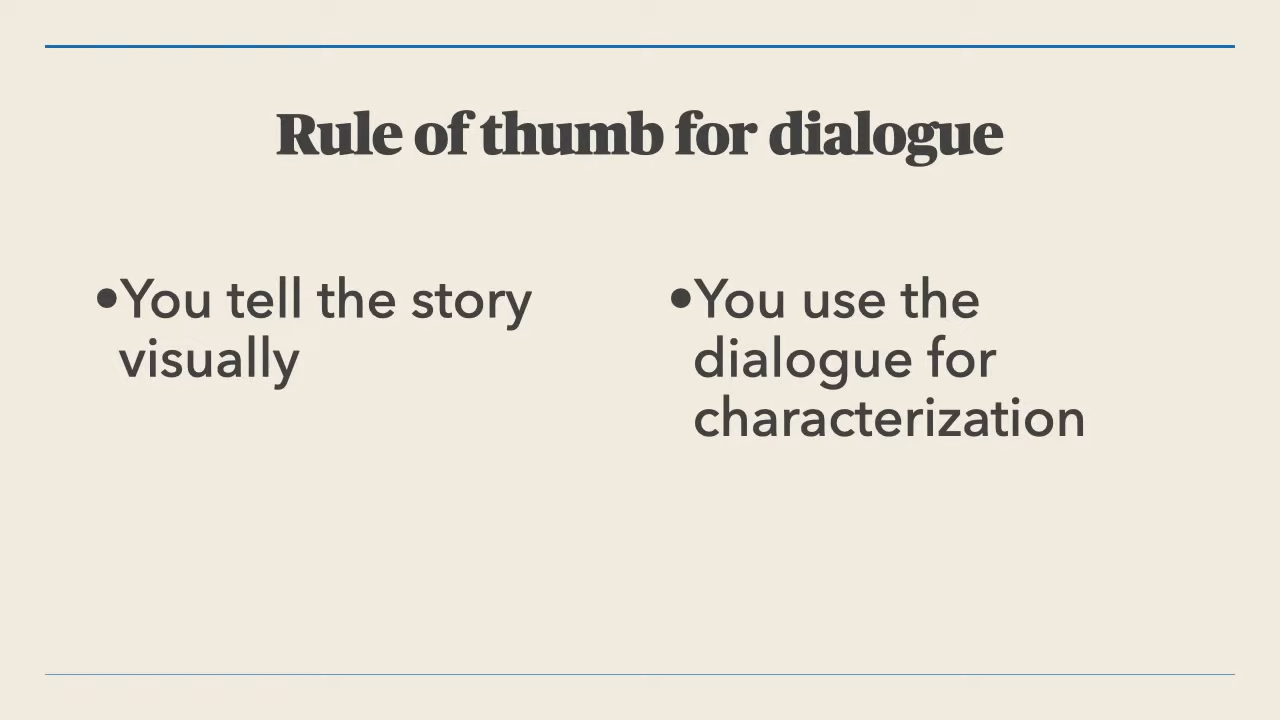 Rule of thumb for dialogue
•You tell the story
visually
•You use the
dialogue for
characterization